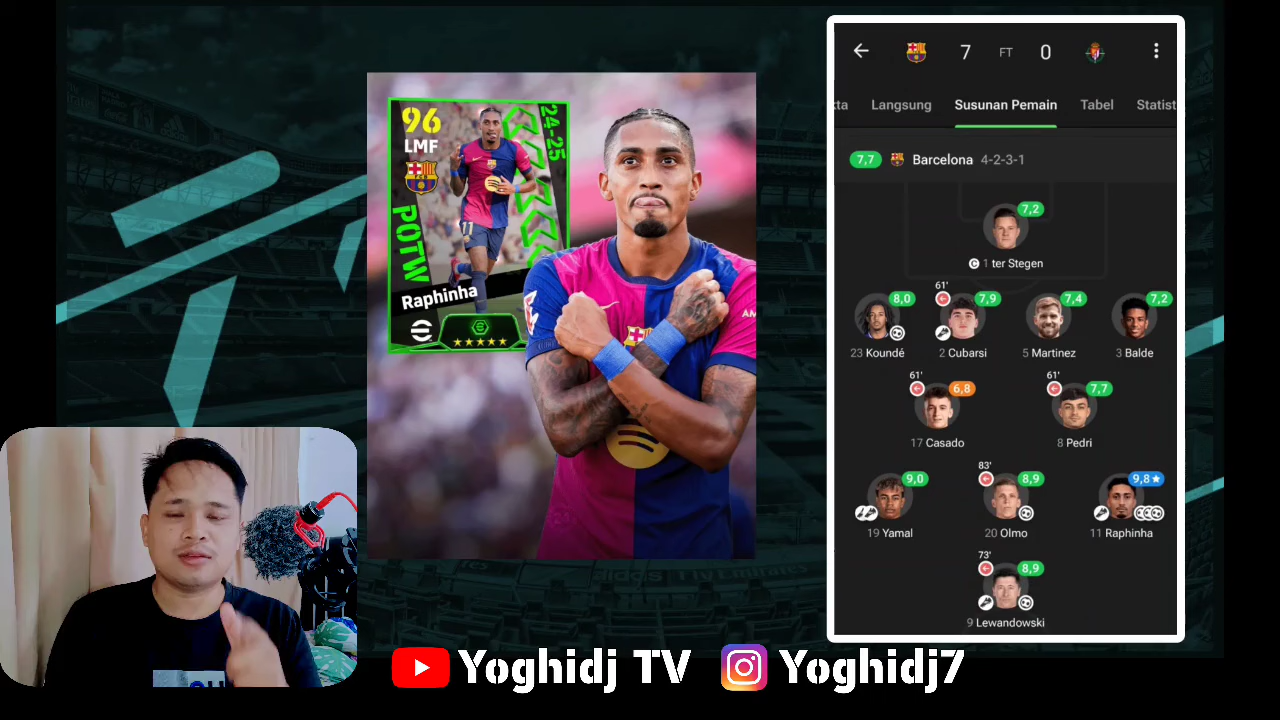 96
LMF
24-25
POTW
Raphinha
11
7 FT 0
Langsung Susunan Pemain Tabel Statist
7,7 Barcelona 4-2-3-1
7,2
C 1 ter Stegen
8,0 61' 7,9 7,4 7,2
23 Koundé 2 Cubarsi 5 Martinez 3 Balde
61' 6,8 61' 7,7
17 Casado 8 Pedri
9,0 83' 8,9 9,8
19 Yamal 20 Olmo 11 Raphinha
73' 8,9
9 Lewandowski
Yoghidj TV Yoghidj7